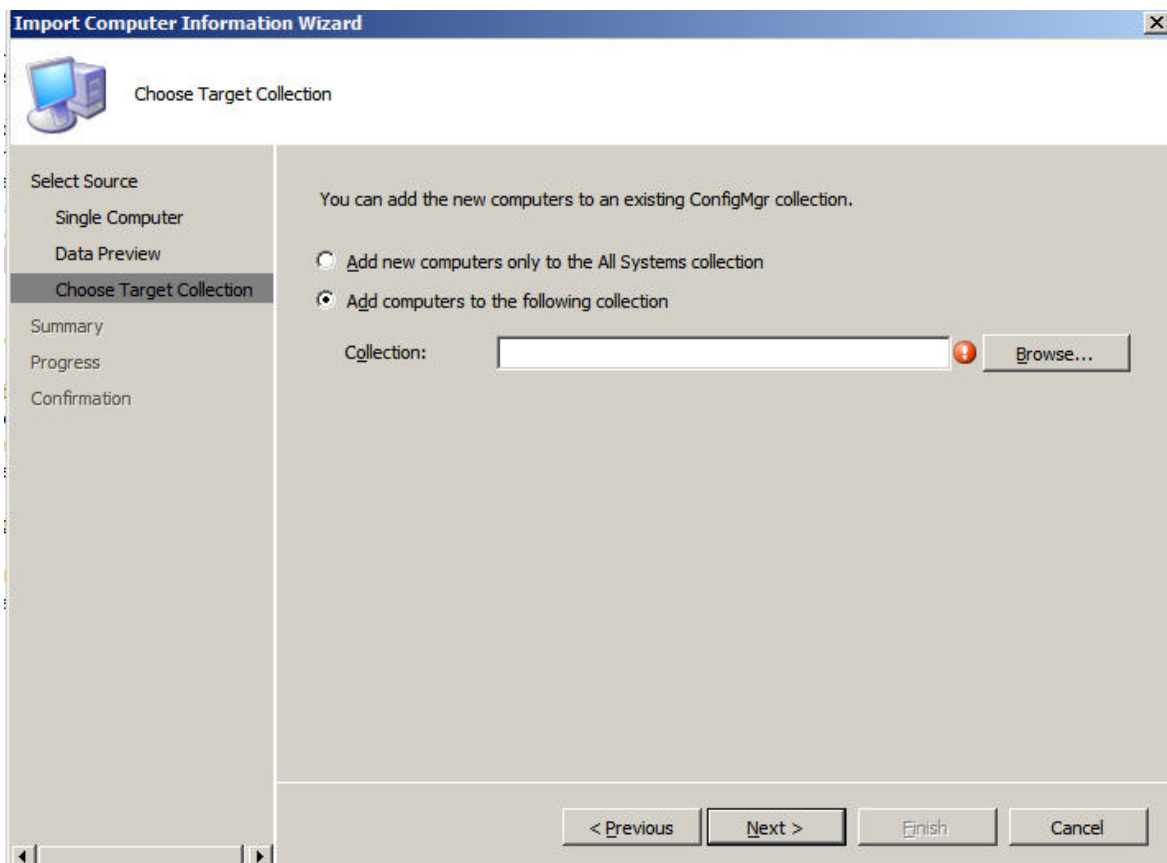 Import Computer Information Wizard
Choose Target Collection
Select Source
Single Computer
Data Preview
Choose Target Collection
Summary
Progress
Confirmation
You can add the new computers to an existing ConfigMgr collection.
Add new computers only to the All Systems collection
Add computers to the following collection
Collection:
Browse...
< Previous
Next >
Finish
Cancel